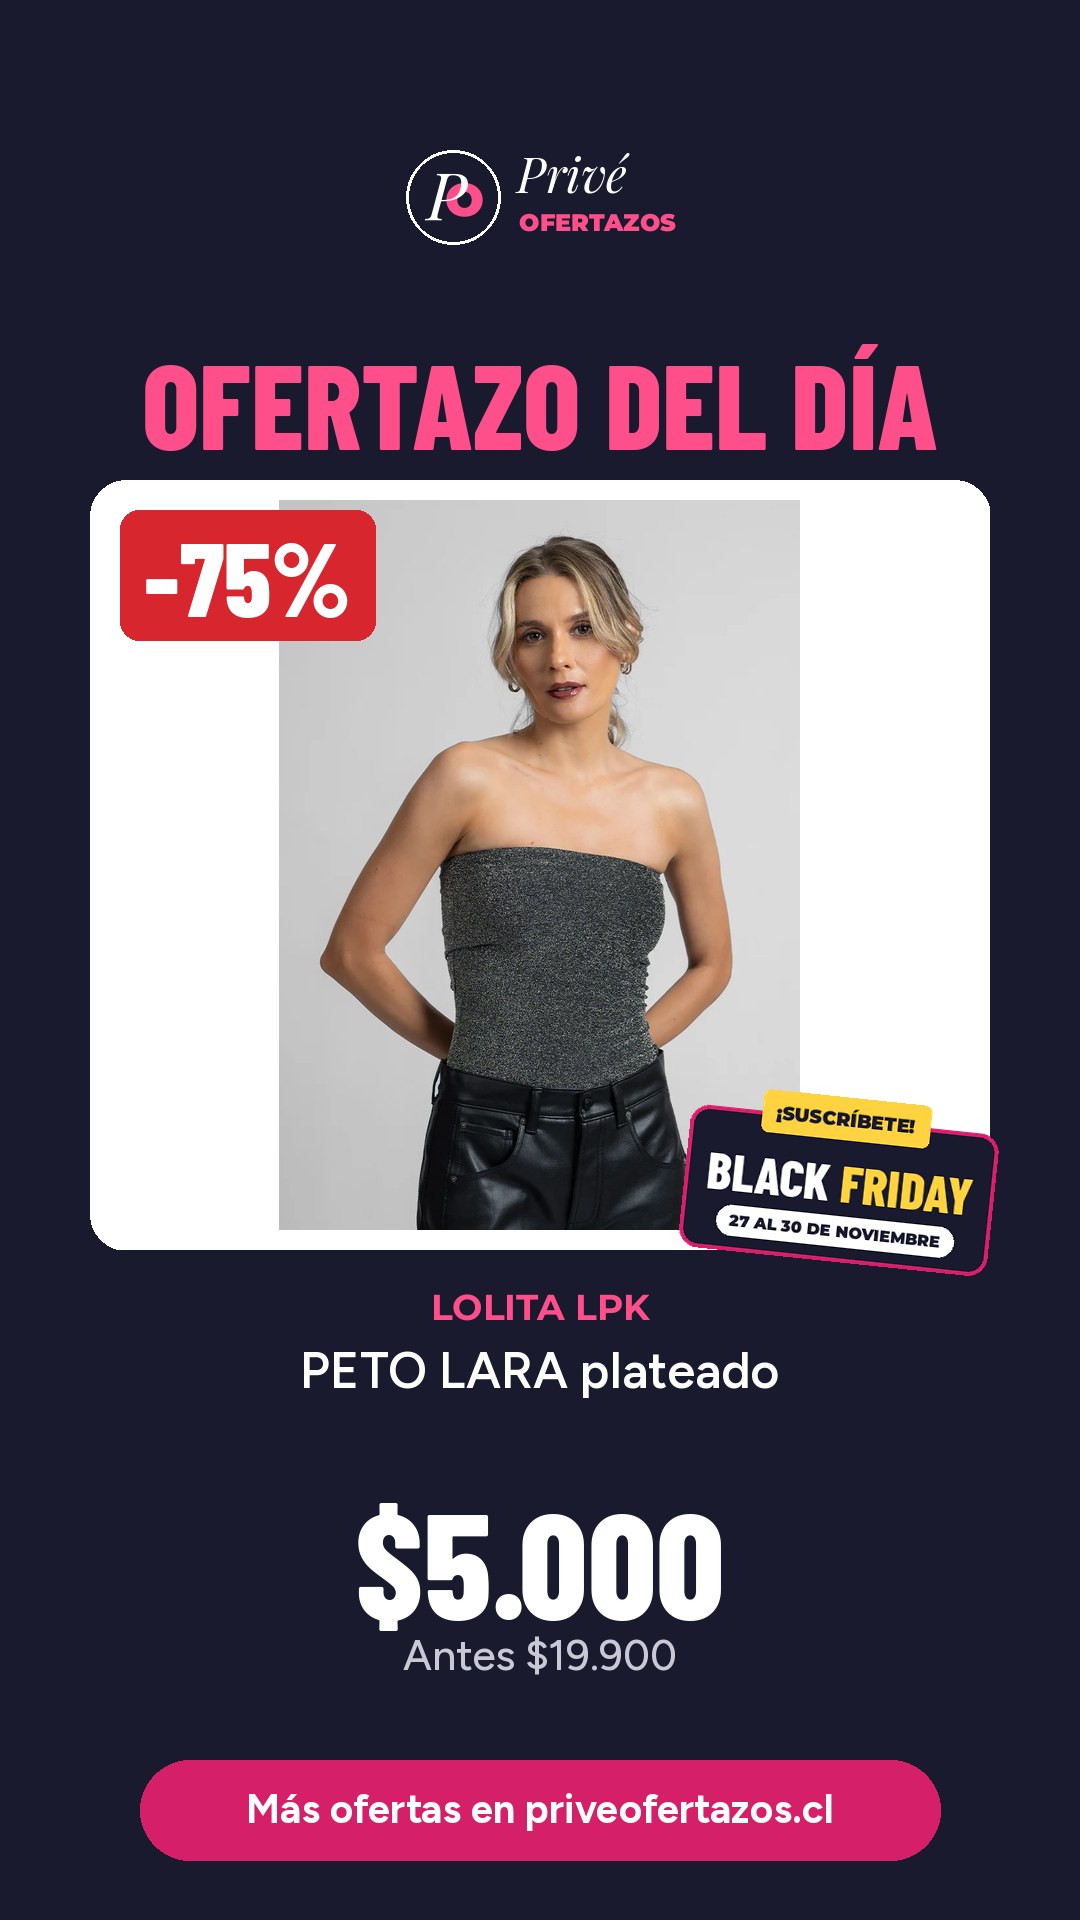 PO
Privé
OFERTAZOS
OFERTAZO DEL DÍA
-75%
¡SUSCRÍBETE!
BLACK FRIDAY
27 AL 30 DE NOVIEMBRE
LOLITA LPK
PETO LARA plateado
$5.000
Antes $19.900
Más ofertas en priveofertazos.cl